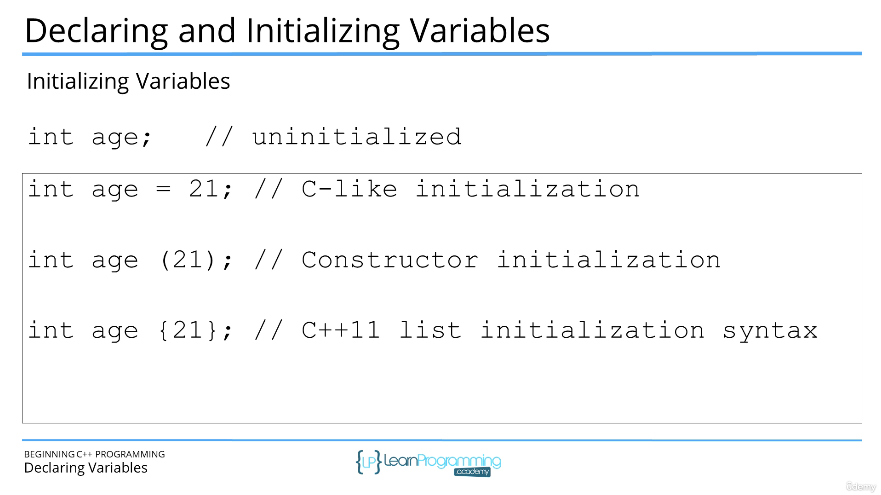 Declaring and Initializing Variables
Initializing Variables
int age;   // uninitialized
int age = 21; // C-like initialization
int age (21); // Constructor initialization
int age {21}; // C++11 list initialization syntax
BEGINNING C++ PROGRAMMING
Declaring Variables
{LP} LearnProgramming
academy
Udemy